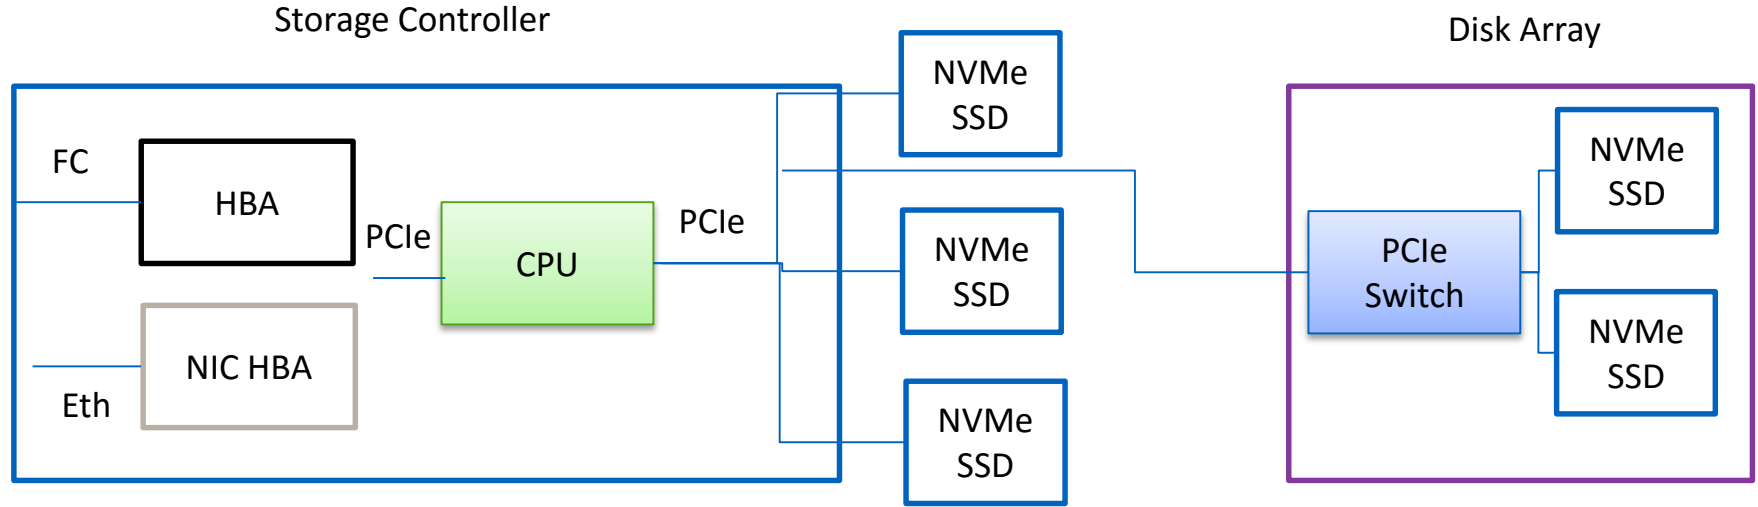 Storage Controller
Disk Array
FC
HBA
PCIe
CPU
PCIe
NIC HBA
Eth
NVMe
SSD
NVMe
SSD
NVMe
SSD
PCIe
Switch
NVMe
SSD
NVMe
SSD